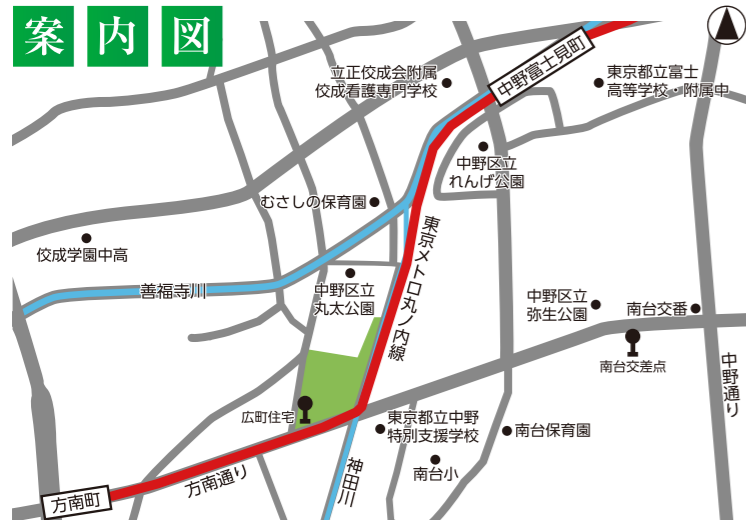 案内図
中野富士見町
立正佼成会附属
佼成看護専門学校
東京都立富士
高等学校・附属中
中野区立
れんげ公園
むさしの保育園
佼成学園中高
東京メトロ丸ノ内線
善福寺川
中野区立
丸太公園
中野区立
弥生公園
南台交番
南台交差点
中野通り
広町住宅
東京都立中野
特別支援学校
南台保育園
南台小
神田川
方南通り
方南町